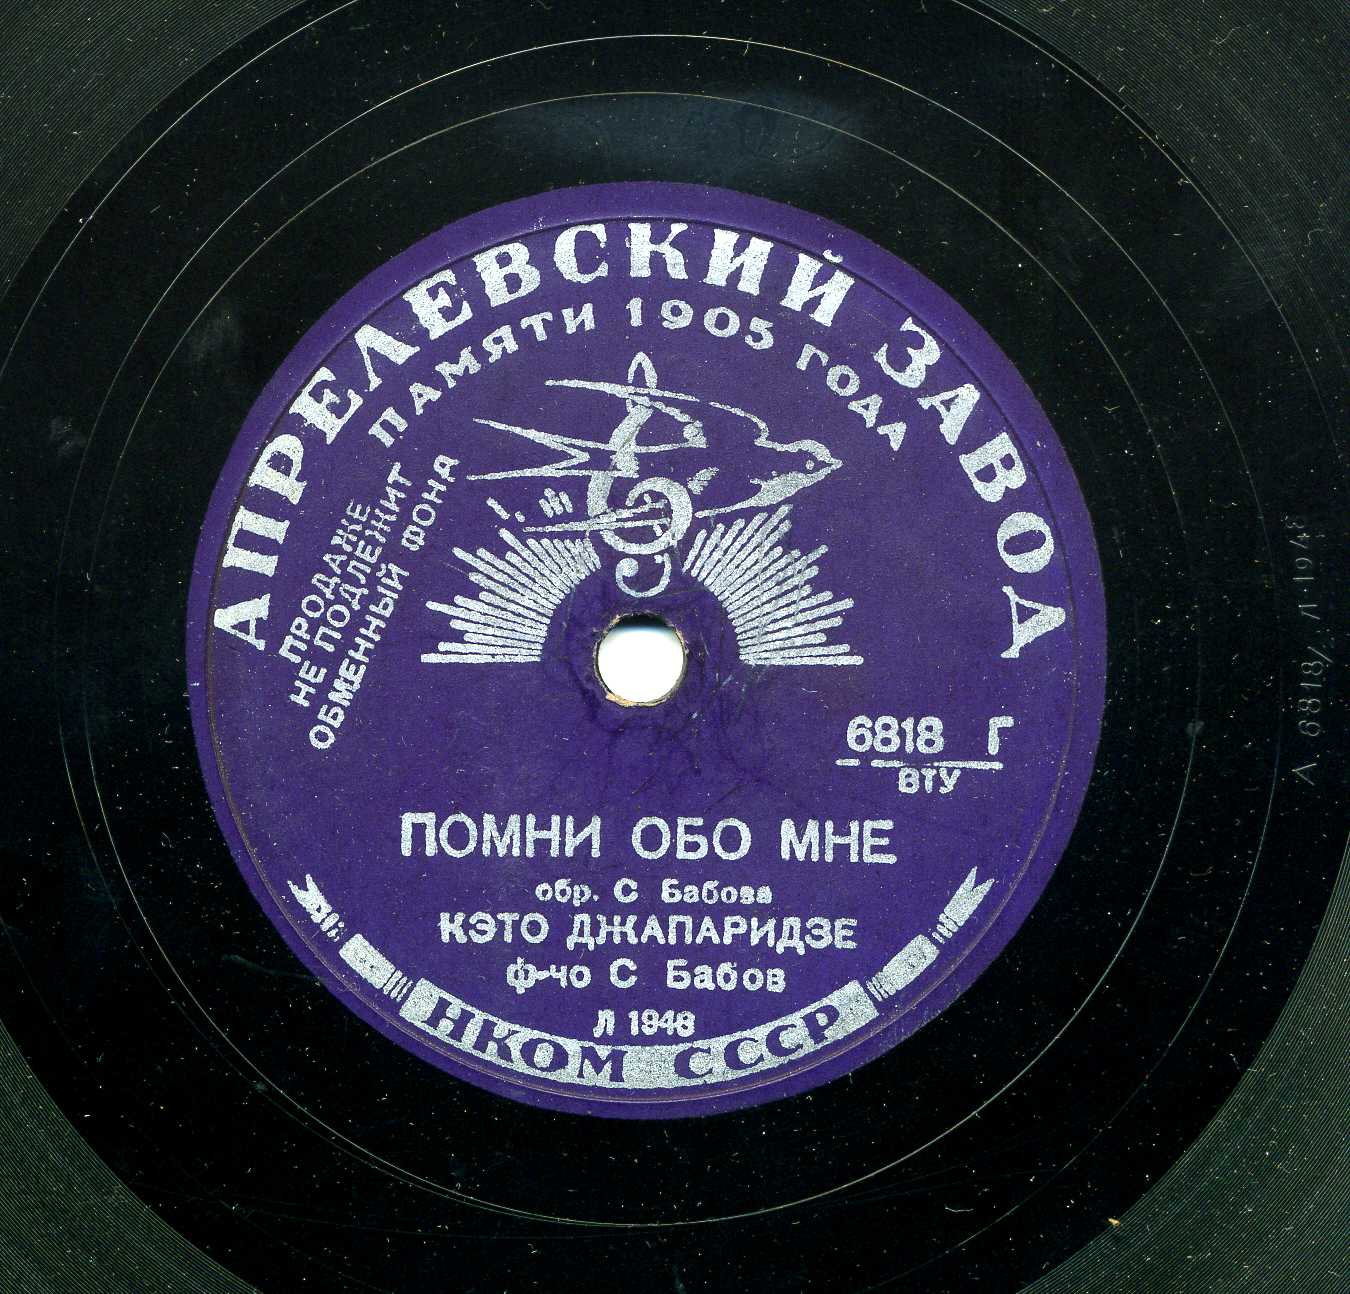 АПРЕЛЕВСКИЙ ЗАВОД
ПАМЯТИ 1905 ГОДА
ПРОДАЖЕ
НЕ ПОДЛЕЖИТ
ОБМЕННЫЙ ФОНД
6818 Г
ВТУ
ПОМНИ ОБО МНЕ
обр. С Бабова
КЭТО ДЖАПАРИДЗЕ
ф-чо С Бабов
Л 1948
НКОМ СССР